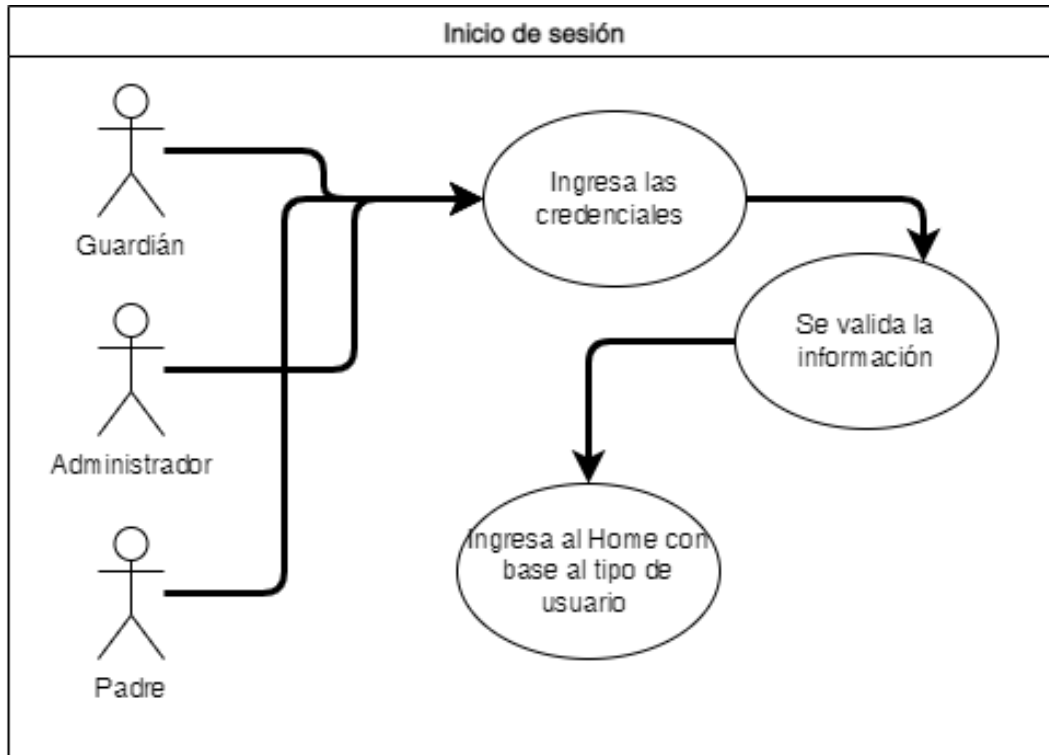 Inicio de sesión
Guardián
Ingresa las
credenciales
Se valida la
información
Administrador
Ingresa al Home con
base al tipo de
usuario
Padre